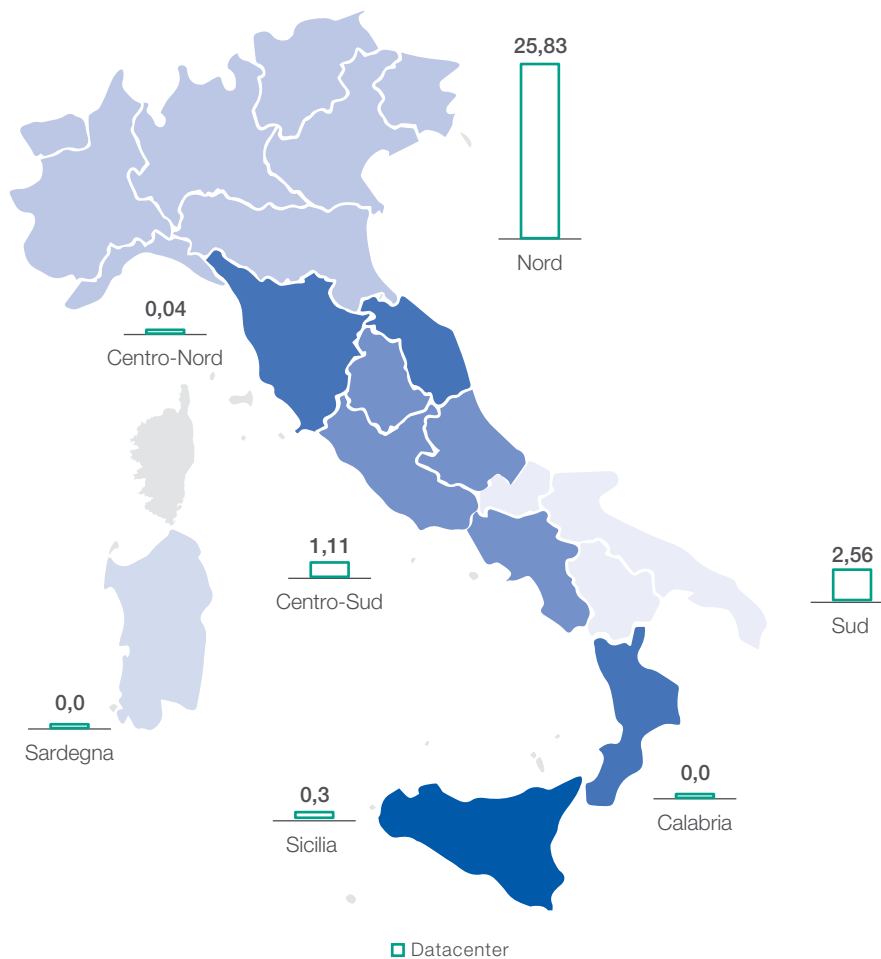 25,83
Nord
0,04
Centro-Nord
1,11
Centro-Sud
2,56
Sud
0,0
Sardegna
0,3
Sicilia
0,0
Calabria
Datacenter